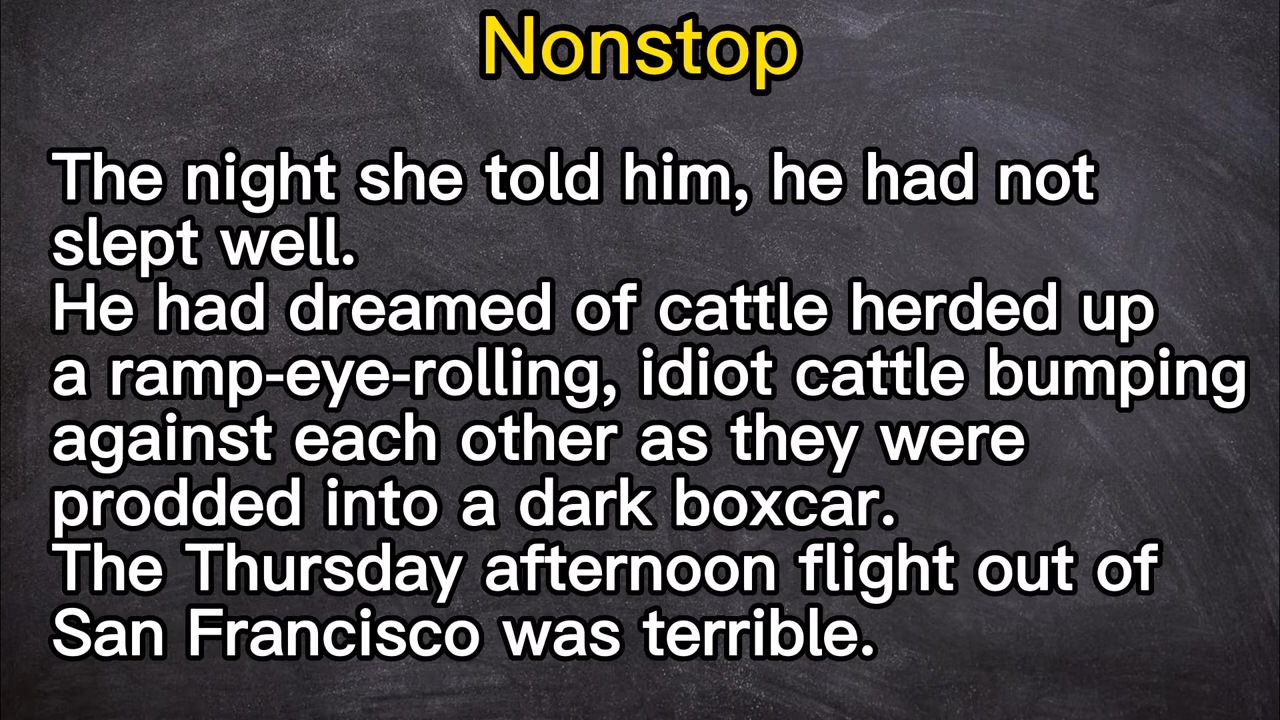 Nonstop
The night she told him, he had not
slept well.
He had dreamed of cattle herded up
a ramp-eye-rolling, idiot cattle bumping
against each other as they were
prodded into a dark boxcar.
The Thursday afternoon flight out of
San Francisco was terrible.